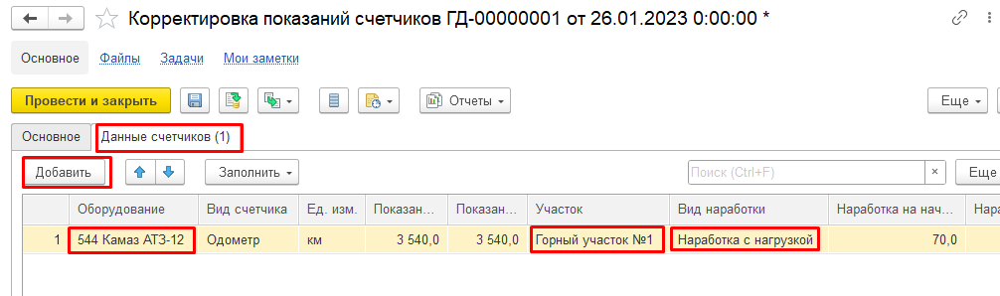 Корректировка показаний счетчиков ГД-00000001 от 26.01.2023 0:00:00 *
Основное Файлы Задачи Мои заметки
Провести и закрыть Отчеты Еще
Основное Данные счетчиков (1)
Добавить Заполнить Поиск (Ctrl+F) × Еще
Оборудование Вид счетчика Ед. изм. Показан... Показан... Участок Вид наработки Наработка на нач... Нара
1 544 Камаз АТЗ-12 Одометр км 3 540,0 3 540,0 Горный участок №1 Наработка с нагрузкой 70,0